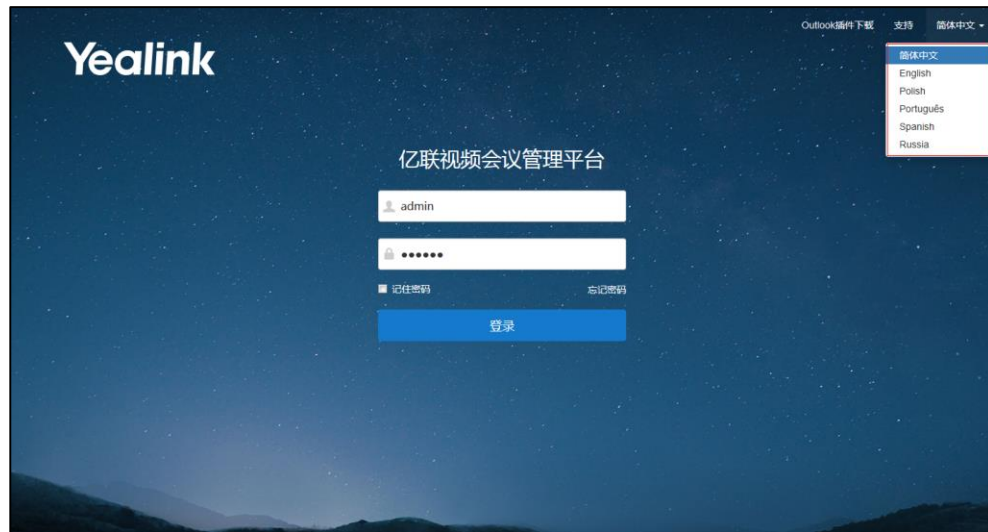 Outlook插件下载 支持 简体中文
Yealink
简体中文
English
Polish
Português
Spanish
Russia
亿联视频会议管理平台
admin
••••••
记住密码 忘记密码
登录